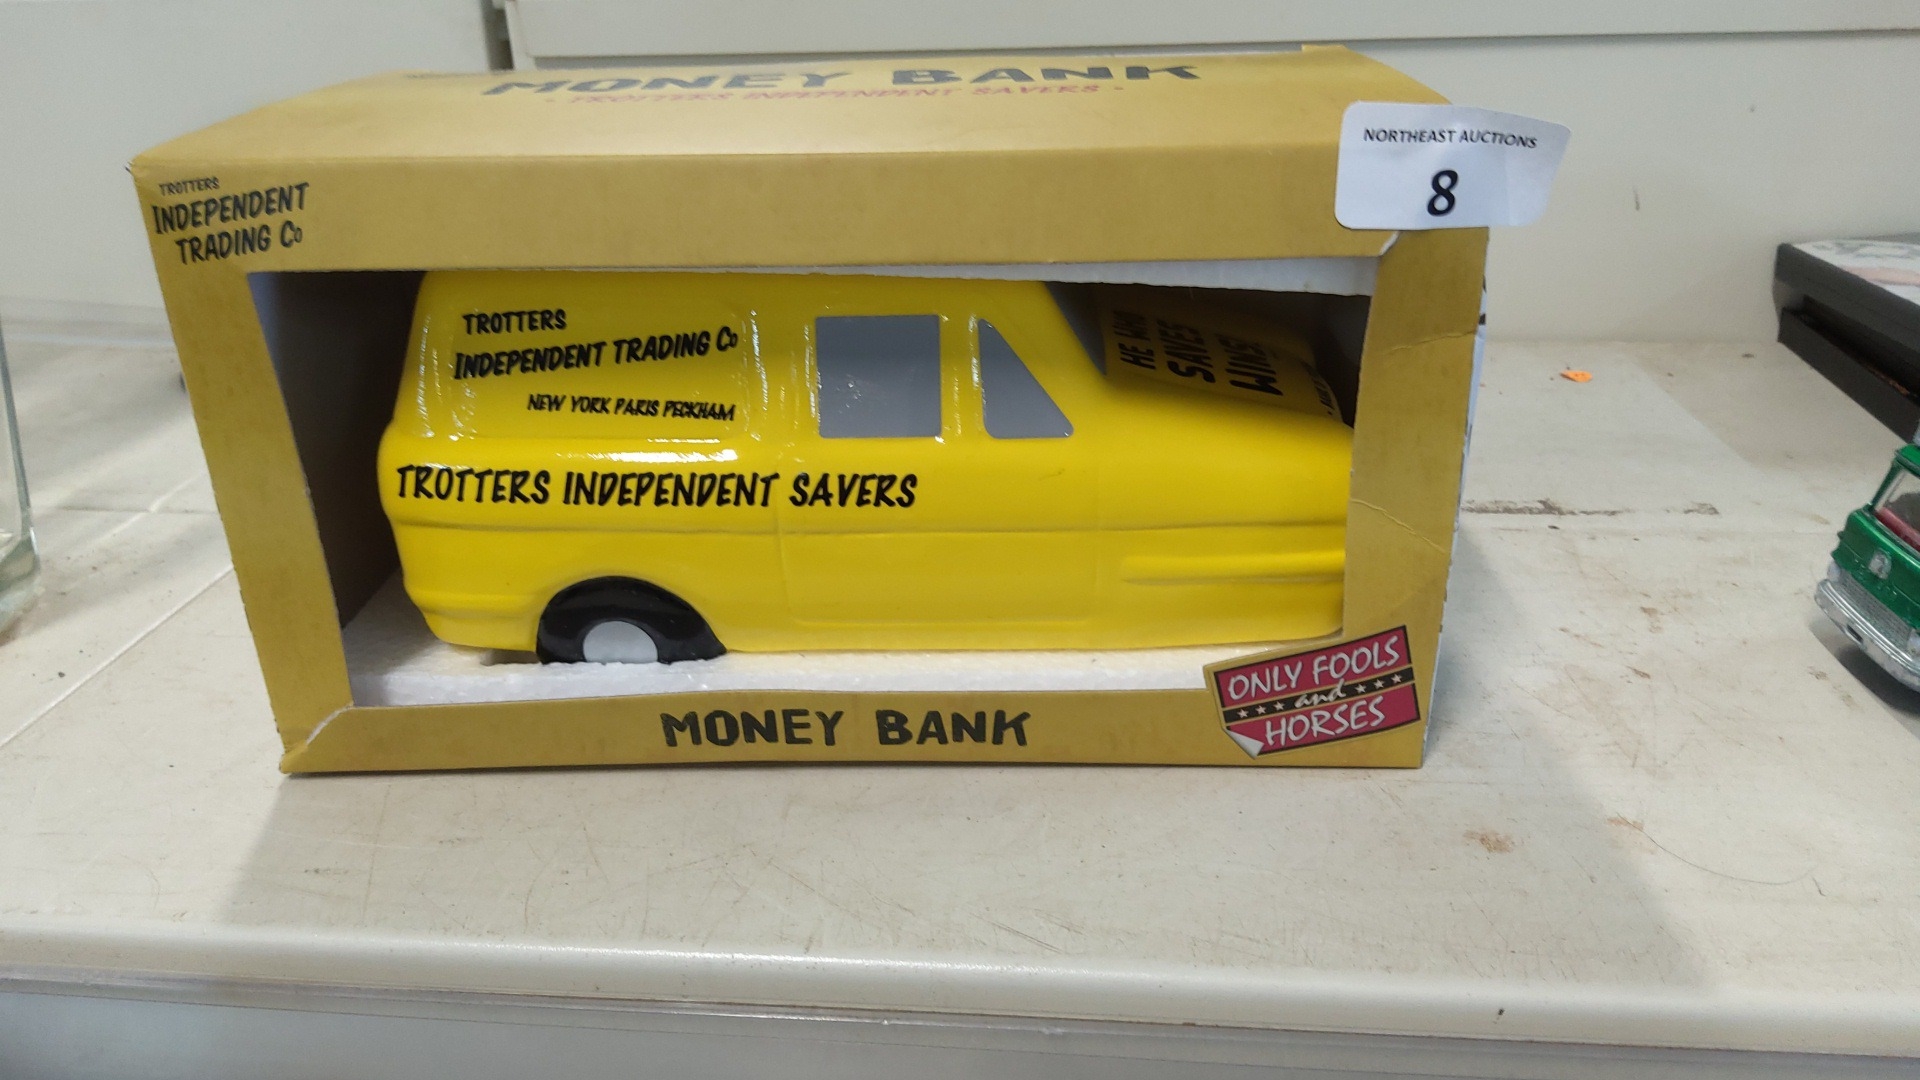 MONEY BANK
- TROTTERS INDEPENDENT SAVERS -
NORTHEAST AUCTIONS
8
TROTTERS
INDEPENDENT
TRADING Co
TROTTERS
INDEPENDENT TRADING Co
NEW YORK PARIS PECKHAM
TROTTERS INDEPENDENT SAVERS
HE WHO
SAVES
WINS!
MONEY BANK
ONLY FOOLS
and
HORSES